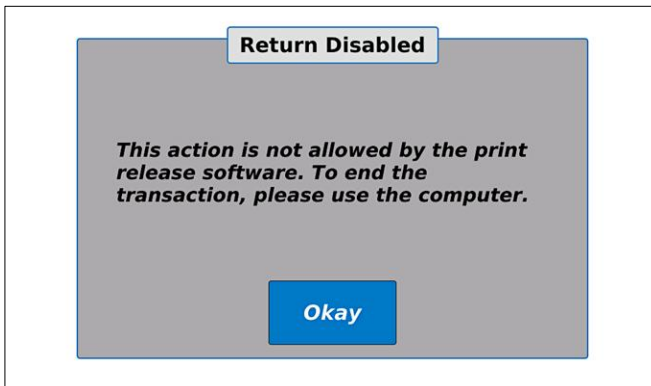 Return Disabled
This action is not allowed by the print
release software. To end the
transaction, please use the computer.
Okay